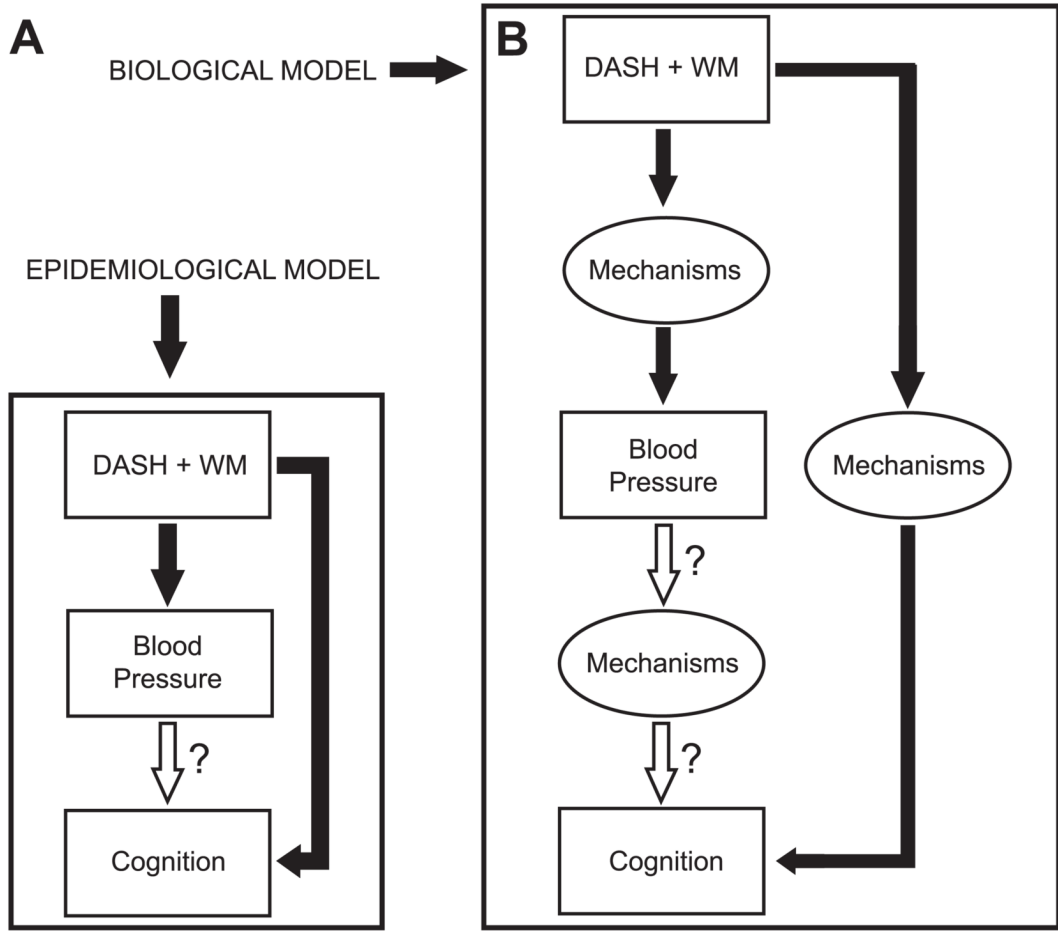 A
BIOLOGICAL MODEL
EPIDEMIOLOGICAL MODEL
DASH + WM
Blood
Pressure
?
Cognition
B
DASH + WM
Mechanisms
Blood
Pressure
Mechanisms
?
Mechanisms
?
Cognition